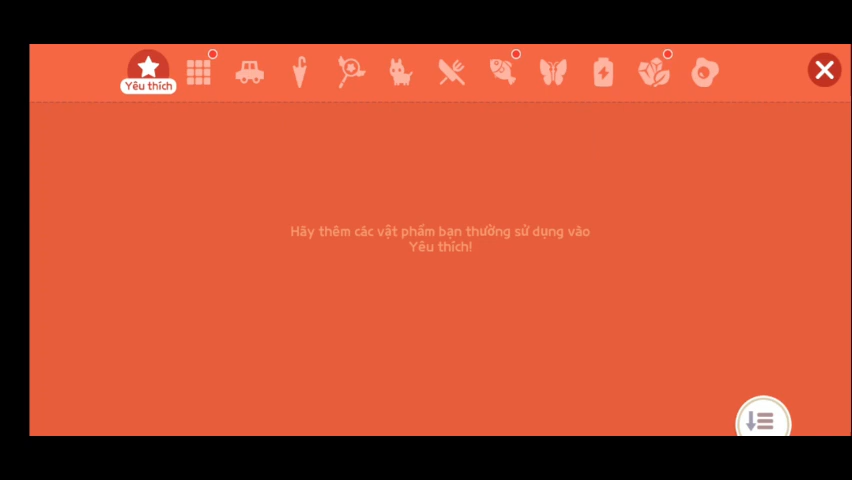 Yêu thích
Hãy thêm các vật phẩm bạn thường sử dụng vào
Yêu thích!